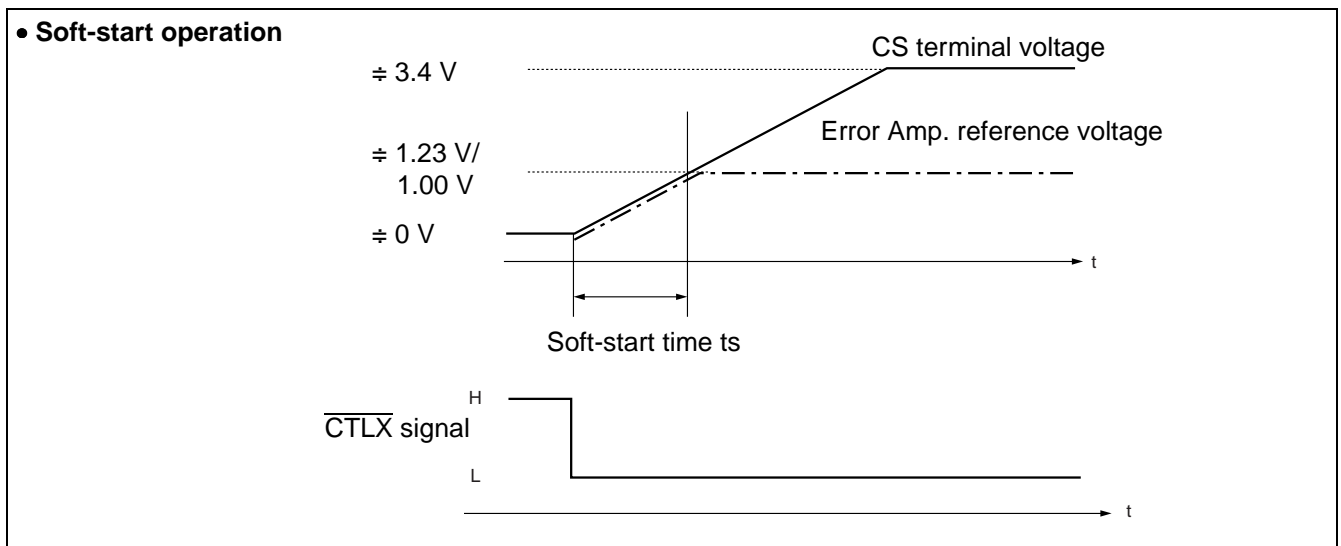 • Soft-start operation
CS terminal voltage
≑ 3.4 V
Error Amp. reference voltage
≑ 1.23 V/
1.00 V
≑ 0 V
t
Soft-start time ts
H
C̅T̅L̅X̅ signal
L
t